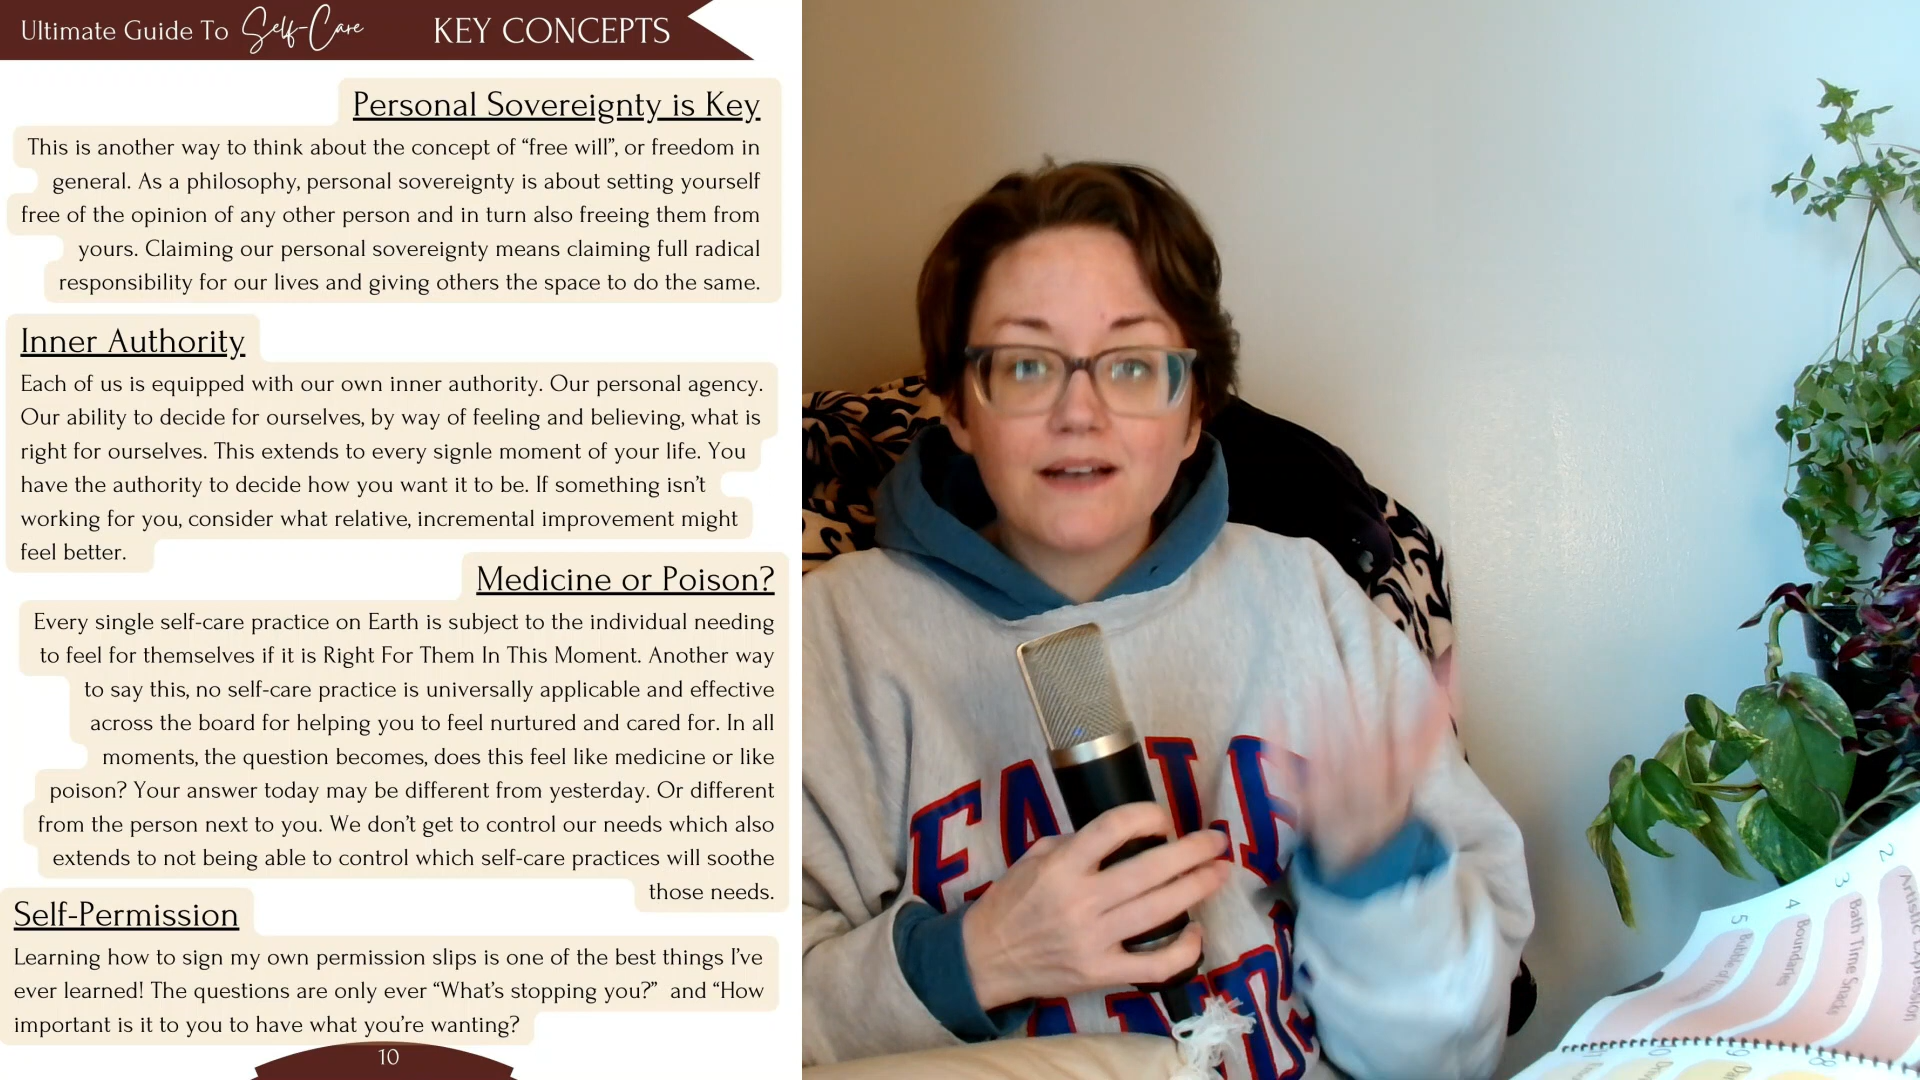 Ultimate Guide To Self-Care KEY CONCEPTS
Personal Sovereignty is Key
This is another way to think about the concept of “free will”, or freedom in
general. As a philosophy, personal sovereignty is about setting yourself
free of the opinion of any other person and in turn also freeing them from
yours. Claiming our personal sovereignty means claiming full radical
responsibility for our lives and giving others the space to do the same.
Inner Authority
Each of us is equipped with our own inner authority. Our personal agency.
Our ability to decide for ourselves, by way of feeling and believing, what is
right for ourselves. This extends to every signle moment of your life. You
have the authority to decide how you want it to be. If something isn’t
working for you, consider what relative, incremental improvement might
feel better.
Medicine or Poison?
Every single self-care practice on Earth is subject to the individual needing
to feel for themselves if it is Right For Them In This Moment. Another way
to say this, no self-care practice is universally applicable and effective
across the board for helping you to feel nurtured and cared for. In all
moments, the question becomes, does this feel like medicine or like
poison? Your answer today may be different from yesterday. Or different
from the person next to you. We don’t get to control our needs which also
extends to not being able to control which self-care practices will soothe
those needs.
Self-Permission
Learning how to sign my own permission slips is one of the best things I’ve
ever learned! The questions are only ever “What’s stopping you?” and “How
important is it to you to have what you’re wanting?
10
2
Artistic Expression
3
Bath Time Snacks
4
Boundaries
5
Bubble of